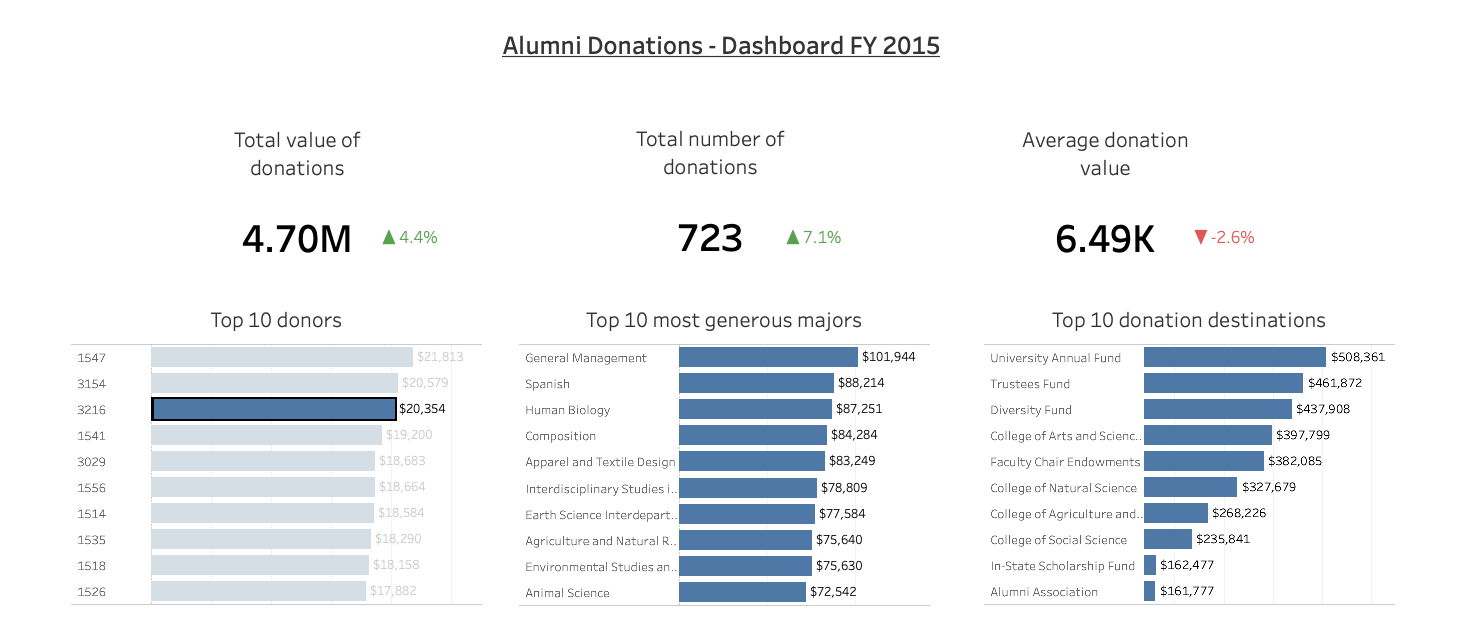 Alumni Donations - Dashboard FY 2015
Total value of
donations
Total number of
donations
Average donation
value
4.70M ▲4.4%
723 ▲7.1%
6.49K ▼-2.6%
Top 10 donors
1547 $21,813
3154 $20,579
3216 $20,354
1541 $19,200
3029 $18,683
1556 $18,664
1514 $18,584
1535 $18,290
1518 $18,158
1526 $17,882
Top 10 most generous majors
General Management $101,944
Spanish $88,214
Human Biology $87,251
Composition $84,284
Apparel and Textile Design $83,249
Interdisciplinary Studies i.. $78,809
Earth Science Interdepart.. $77,584
Agriculture and Natural R.. $75,640
Environmental Studies an.. $75,630
Animal Science $72,542
Top 10 donation destinations
University Annual Fund $508,361
Trustees Fund $461,872
Diversity Fund $437,908
College of Arts and Scienc.. $397,799
Faculty Chair Endowments $382,085
College of Natural Science $327,679
College of Agriculture and.. $268,226
College of Social Science $235,841
In-State Scholarship Fund $162,477
Alumni Association $161,777